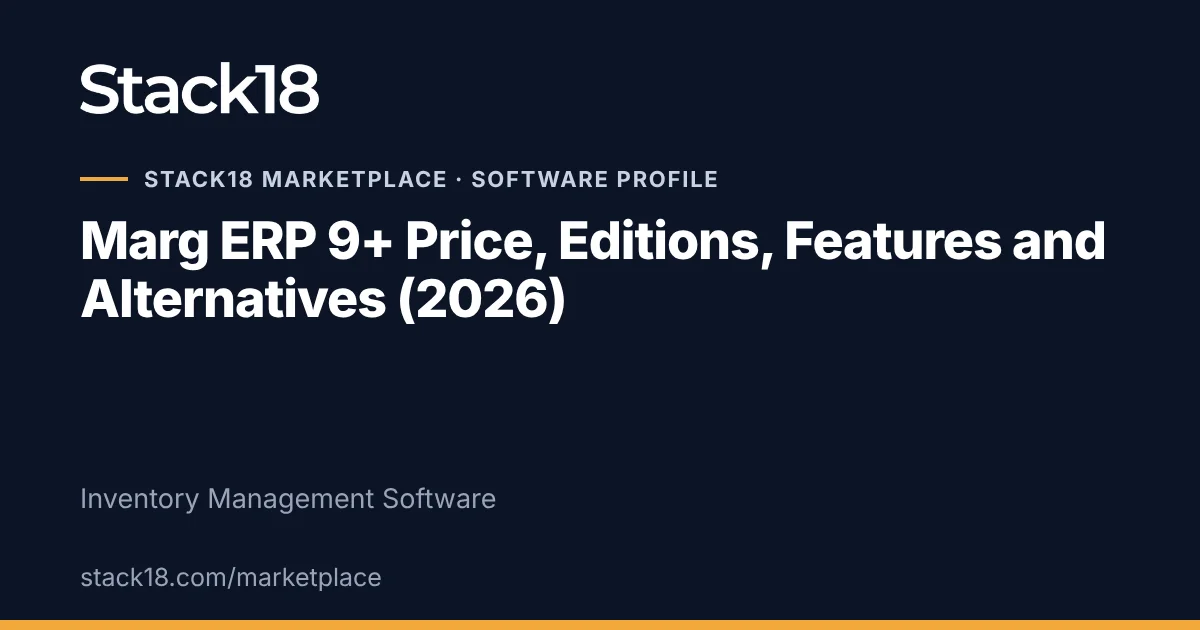 Stack18
STACK18 MARKETPLACE · SOFTWARE PROFILE
Marg ERP 9+ Price, Editions, Features and
Alternatives (2026)
Inventory Management Software
stack18.com/marketplace